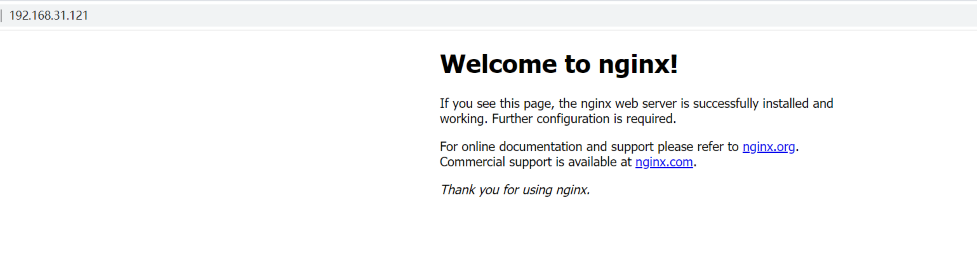 192.168.31.121
Welcome to nginx!
If you see this page, the nginx web server is successfully installed and
working. Further configuration is required.
For online documentation and support please refer to nginx.org.
Commercial support is available at nginx.com.
Thank you for using nginx.